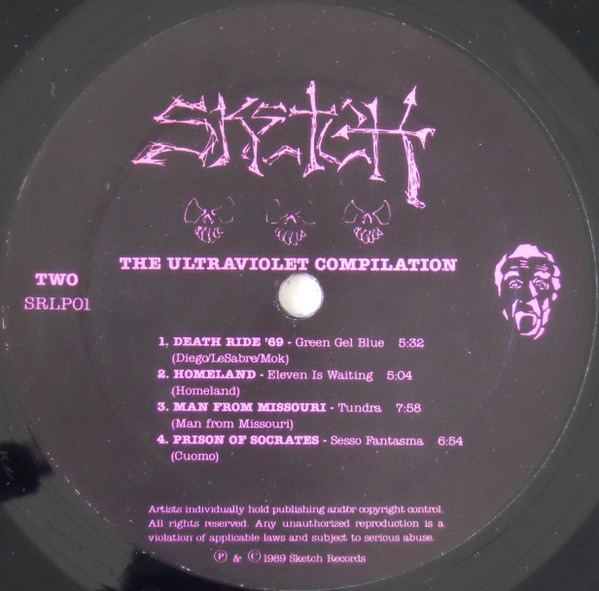 SKETCH
THE ULTRAVIOLET COMPILATION
TWO
SRLP01
1. DEATH RIDE '69 - Green Gel Blue 5:32
(Diego/LeSabre/Mok)
2. HOMELAND - Eleven Is Waiting 5:04
(Homeland)
3. MAN FROM MISSOURI - Tundra 7:58
(Man from Missouri)
4. PRISON OF SOCRATES - Sesso Fantasma 6:54
(Cuomo)
Artists individually hold publishing and/or copyright control.
All rights reserved. Any unauthorized reproduction is a
violation of applicable laws and subject to serious abuse.
Ⓟ & © 1989 Sketch Records